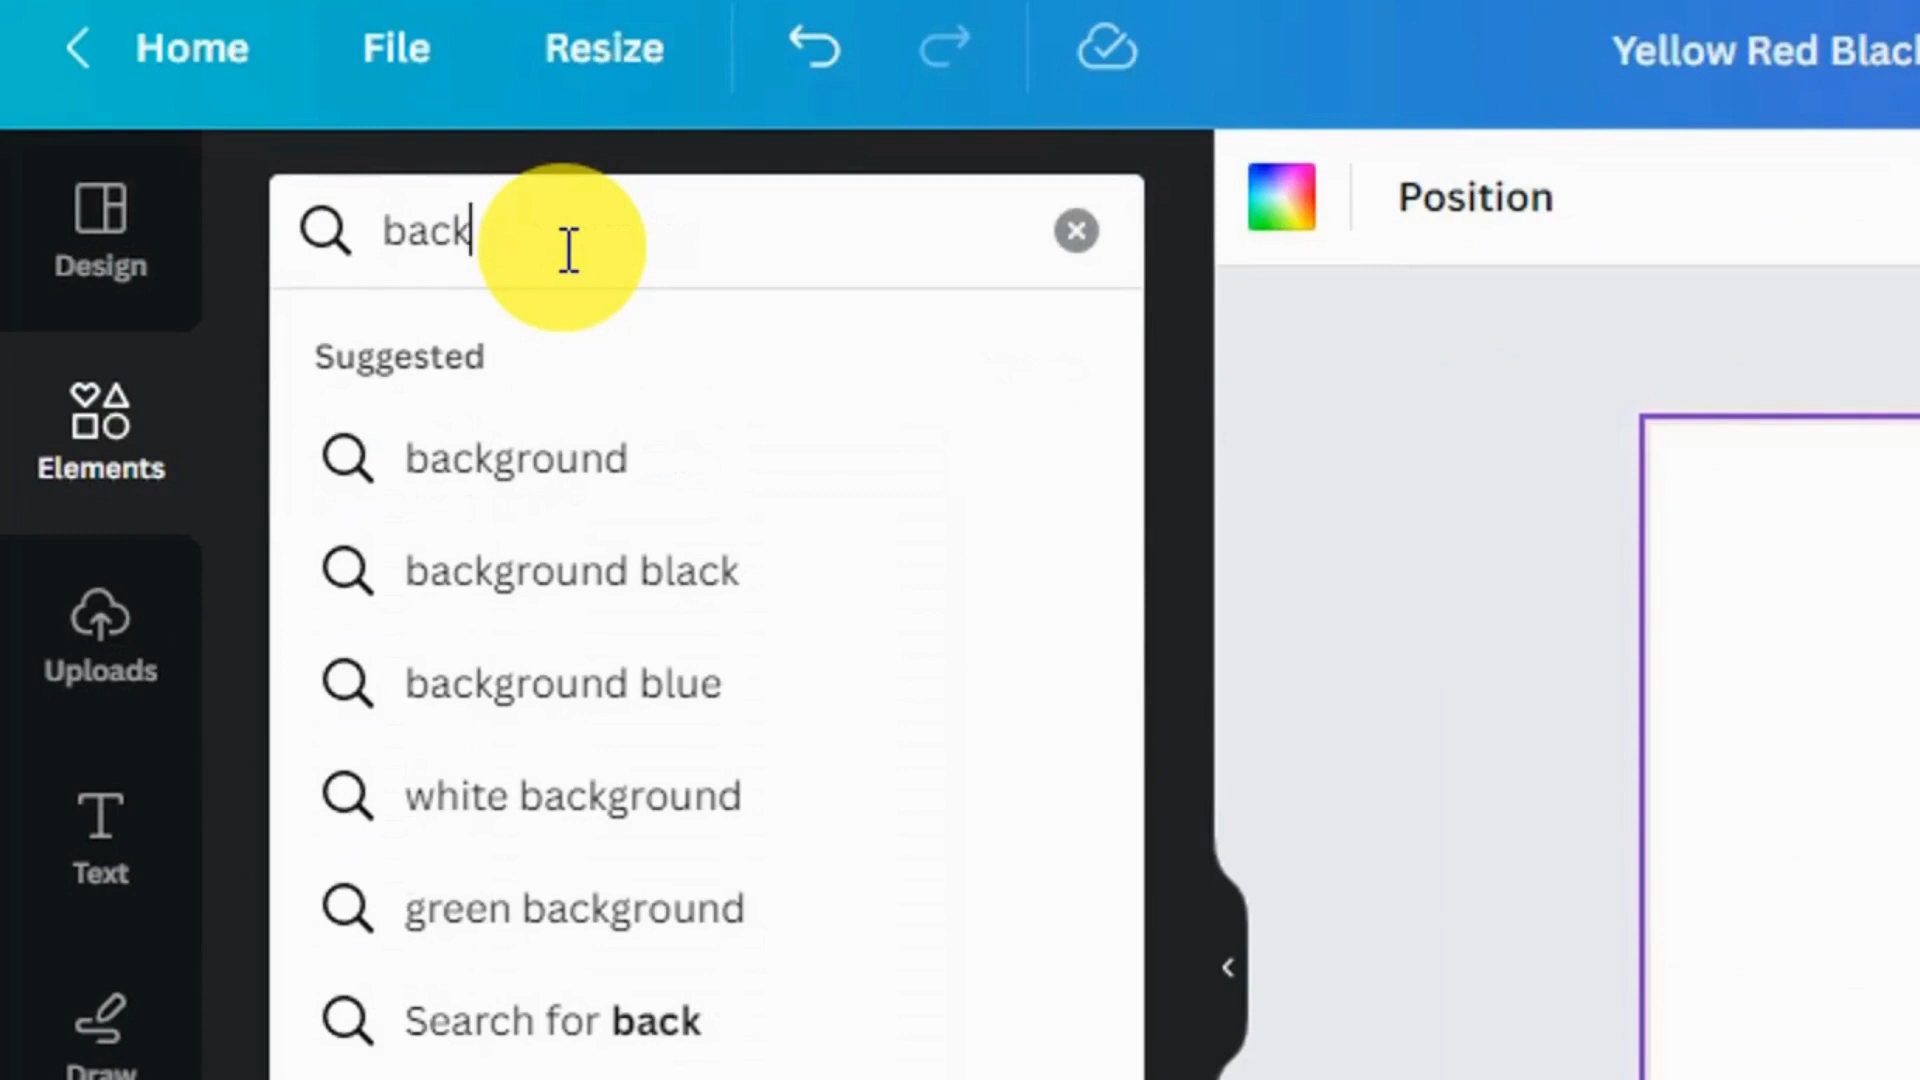 Home File Resize
Yellow Red Blac
Design
Elements
Uploads
Text
Draw
back
Suggested
background
background black
background blue
white background
green background
Search for back
Position